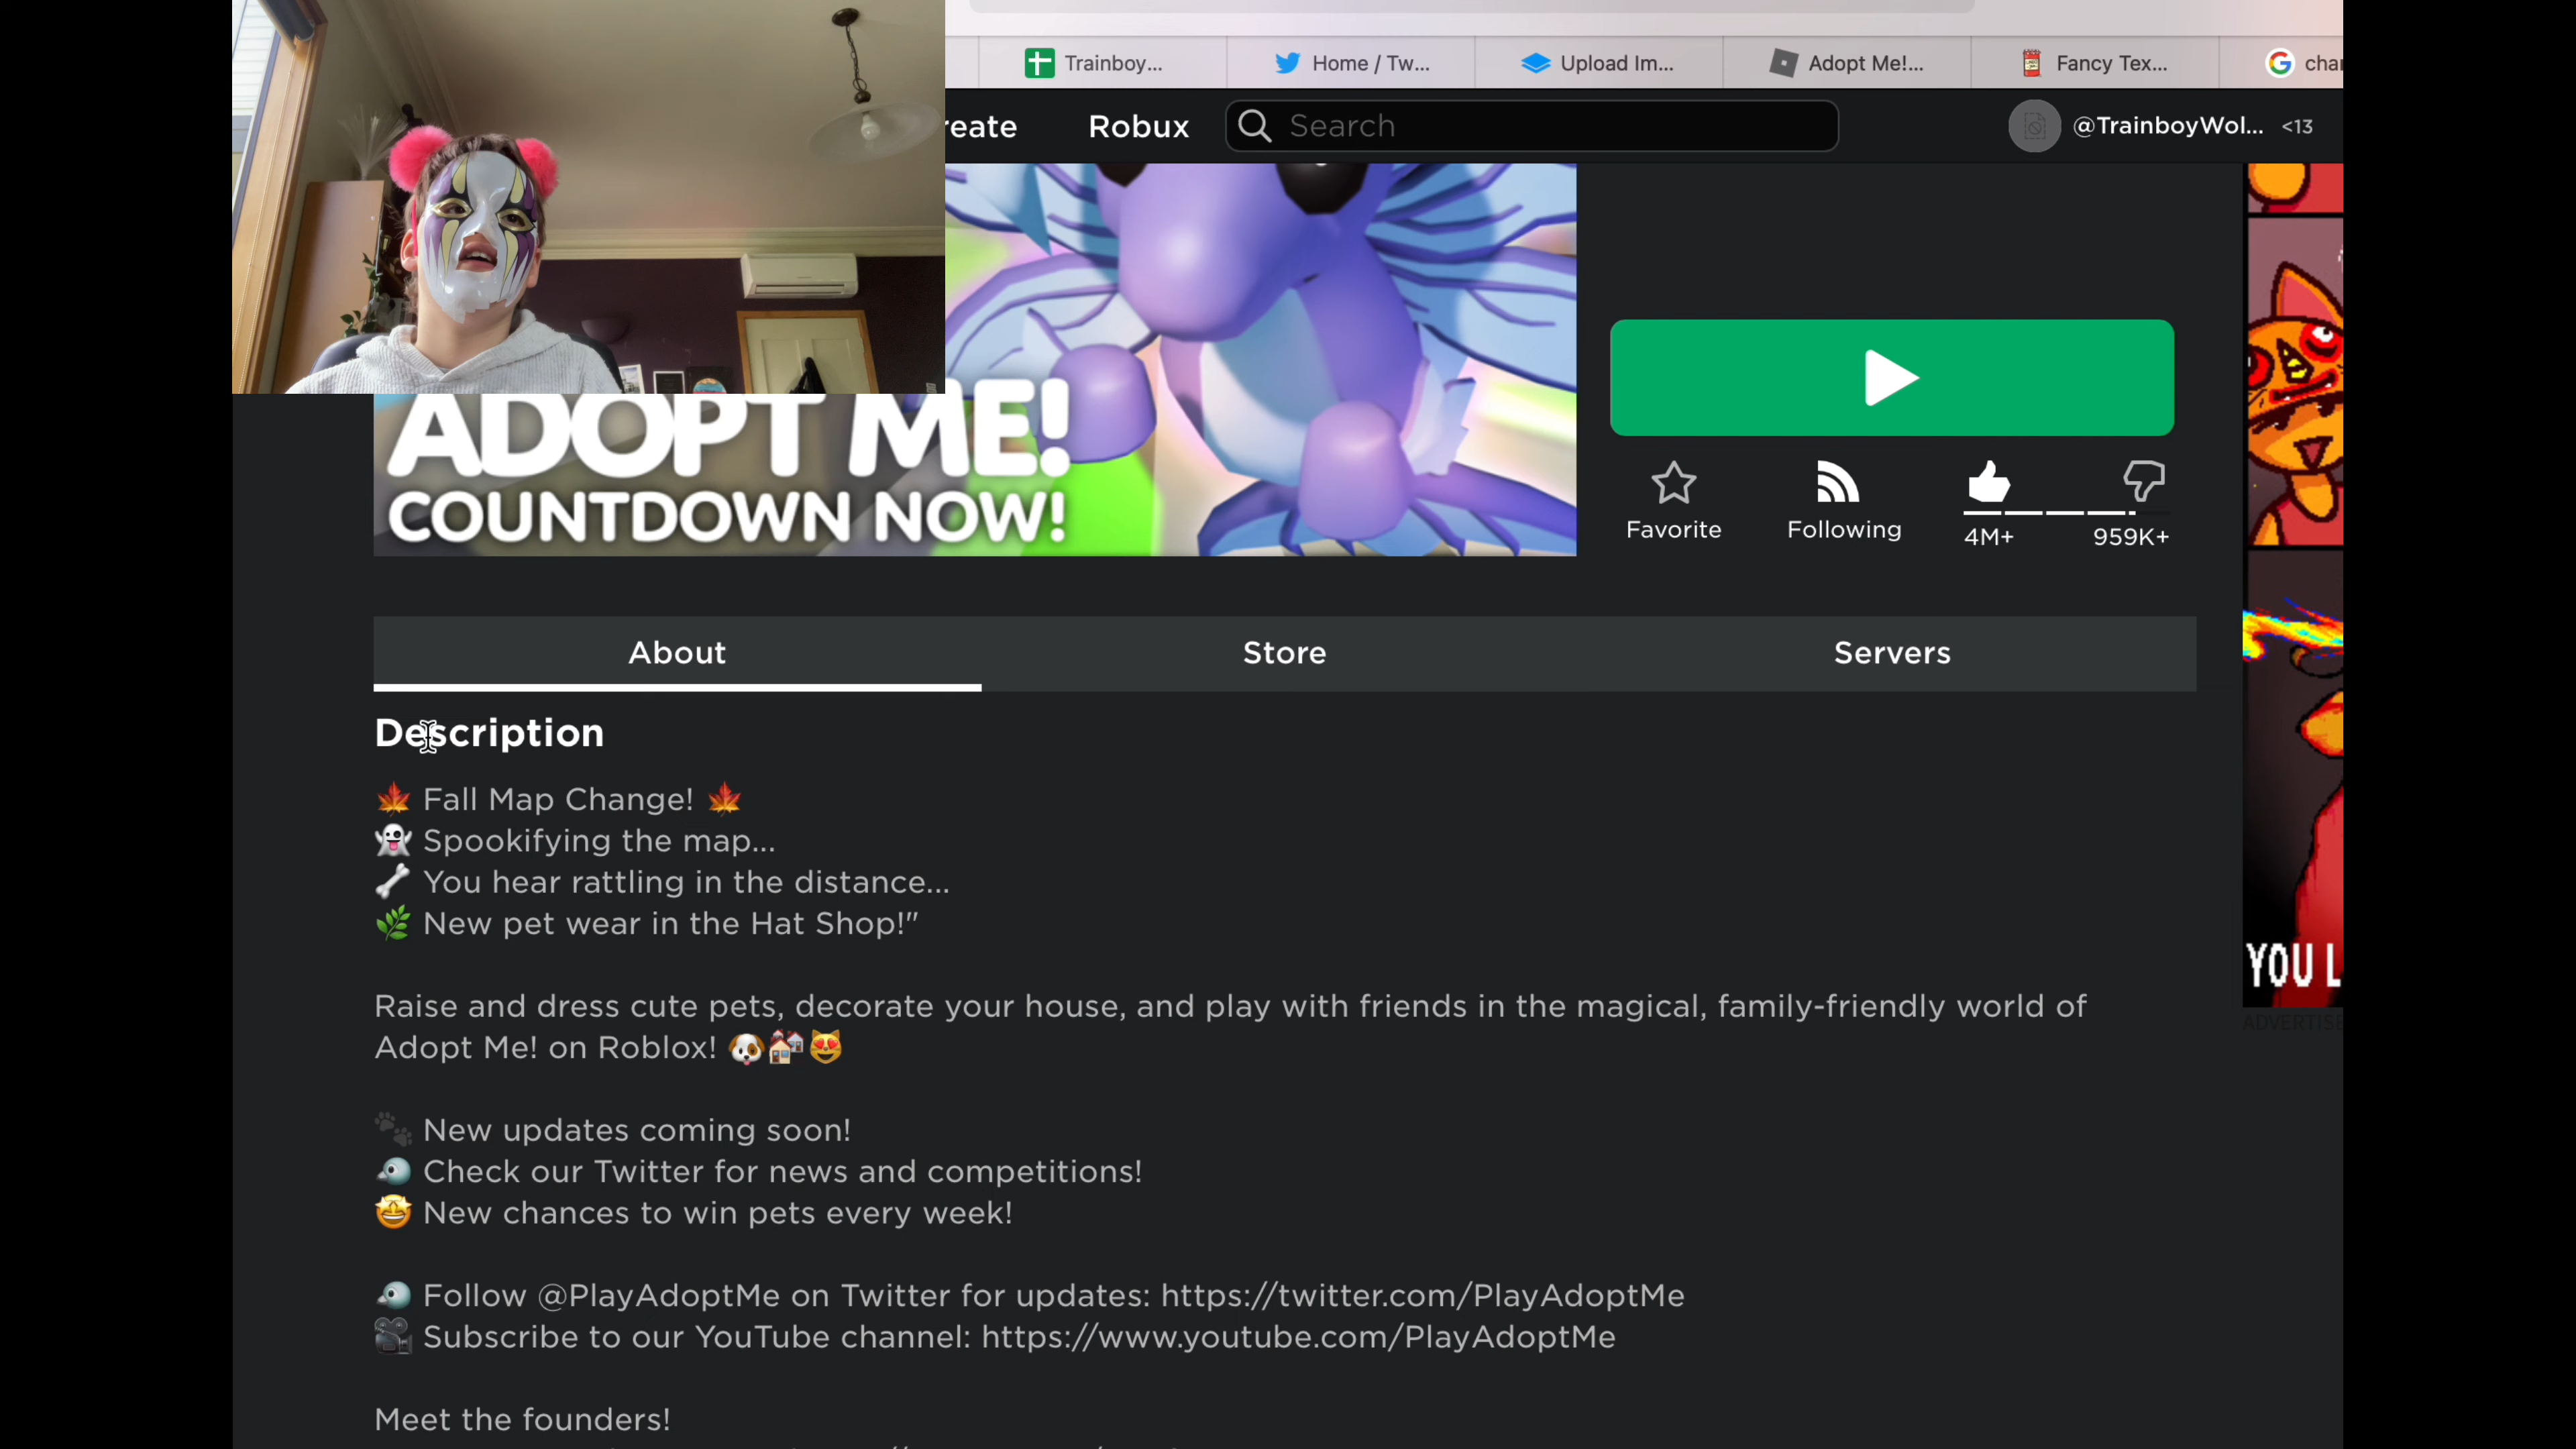 Trainboy...
Home / Tw...
Upload Im...
Adopt Me!...
Fancy Tex...
reate
Robux
Search
@TrainboyWol...
<13
ADOPT ME!
COUNTDOWN NOW!
Favorite
Following
4M+
959K+
About
Store
Servers
YOU L
ADVERTISE
Description
🍁 Fall Map Change! 🍁
👻 Spookifying the map...
🦴 You hear rattling in the distance...
🌿 New pet wear in the Hat Shop!"
Raise and dress cute pets, decorate your house, and play with friends in the magical, family-friendly world of
Adopt Me! on Roblox! 🐶🏘️😻
🐾 New updates coming soon!
🐦 Check our Twitter for news and competitions!
🤩 New chances to win pets every week!
🐦 Follow @PlayAdoptMe on Twitter for updates: https://twitter.com/PlayAdoptMe
🎥 Subscribe to our YouTube channel: https://www.youtube.com/PlayAdoptMe
Meet the founders!